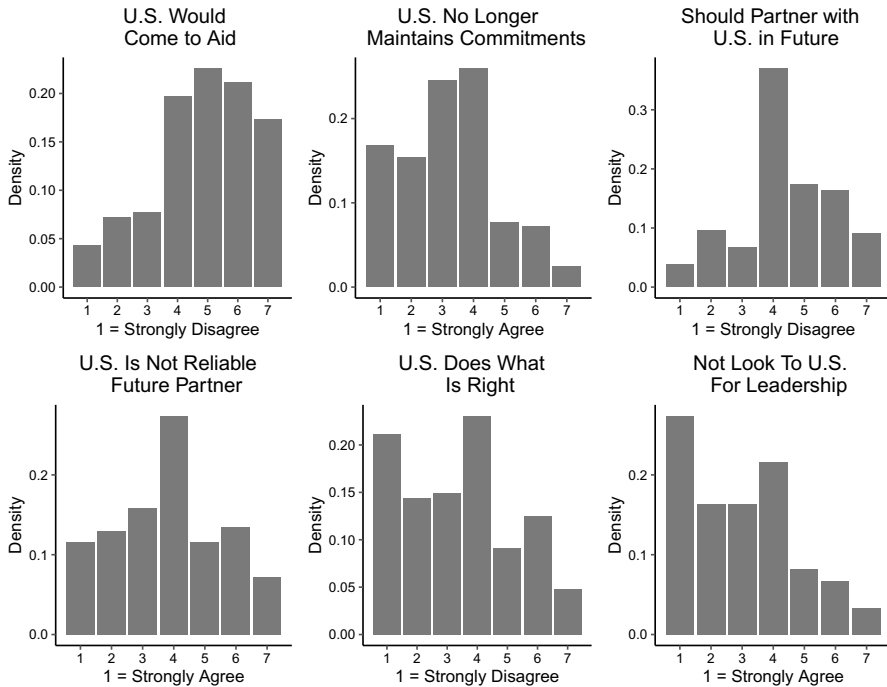 U.S. Would
Come to Aid
0.20
0.15
0.10
0.05
0.00
Density
1 2 3 4 5 6 7
1 = Strongly Disagree
U.S. No Longer
Maintains Commitments
0.2
0.1
0.0
Density
1 2 3 4 5 6 7
1 = Strongly Agree
Should Partner with
U.S. in Future
0.3
0.2
0.1
0.0
Density
1 2 3 4 5 6 7
1 = Strongly Disagree
U.S. Is Not Reliable
Future Partner
0.2
0.1
0.0
Density
1 2 3 4 5 6 7
1 = Strongly Agree
U.S. Does What
Is Right
0.20
0.15
0.10
0.05
0.00
Density
1 2 3 4 5 6 7
1 = Strongly Disagree
Not Look To U.S.
For Leadership
0.2
0.1
0.0
Density
1 2 3 4 5 6 7
1 = Strongly Agree